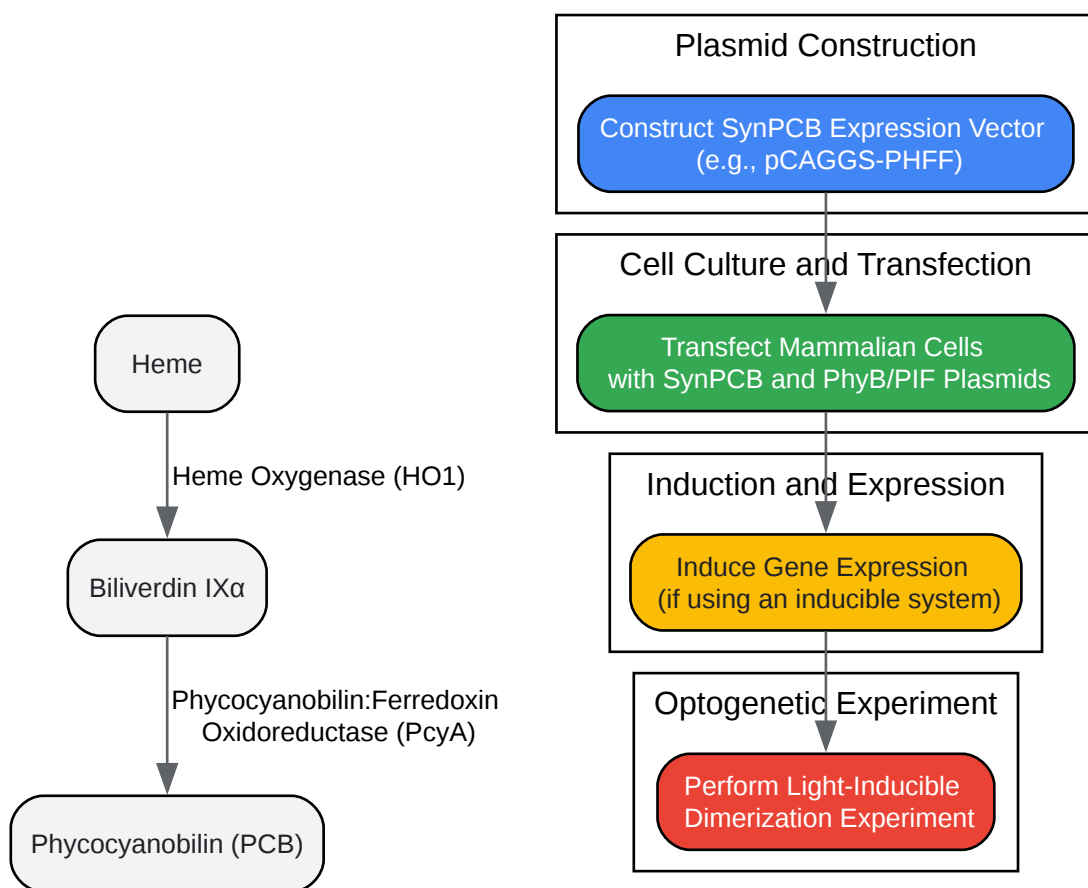 Heme
Heme Oxygenase (HO1)
Biliverdin IXα
Phycocyanobilin:Ferredoxin
Oxidoreductase (PcyA)
Phycocyanobilin (PCB)
Plasmid Construction
Construct SynPCB Expression Vector
(e.g., pCAGGS-PHFF)
Cell Culture and Transfection
Transfect Mammalian Cells
with SynPCB and PhyB/PIF Plasmids
Induction and Expression
Induce Gene Expression
(if using an inducible system)
Optogenetic Experiment
Perform Light-Inducible
Dimerization Experiment